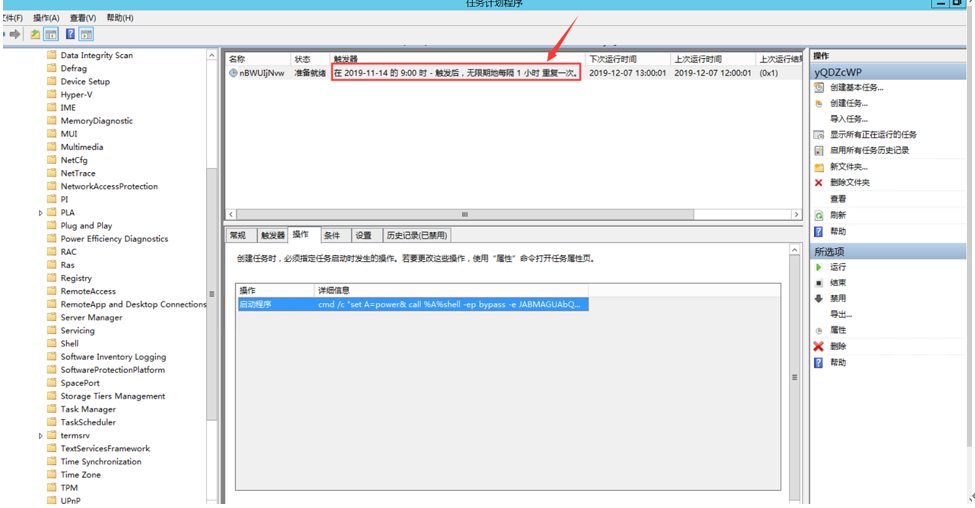 任务计划程序
文件(F) 操作(A) 查看(V) 帮助(H)
Data Integrity Scan
Defrag
Device Setup
Hyper-V
IME
MemoryDiagnostic
MUI
Multimedia
NetCfg
NetTrace
NetworkAccessProtection
PI
PLA
Plug and Play
Power Efficiency Diagnostics
RAC
Ras
Registry
RemoteAccess
RemoteApp and Desktop Connections
Server Manager
Servicing
Shell
Software Inventory Logging
SoftwareProtectionPlatform
SpacePort
Storage Tiers Management
Task Manager
TaskScheduler
termsrv
TextServicesFramework
Time Synchronization
Time Zone
TPM
UPnP
名称 状态 触发器 下次运行时间 上次运行时间 上次运行结果
nBWUIjNvw 准备就绪 在 2019-11-14 的 9:00 时 - 触发后，无限期地每隔 1 小时 重复一次。 2019-12-07 13:00:01 2019-12-07 12:00:01 (0x1)
常规 触发器 操作 条件 设置 历史记录(已禁用)
创建任务时，必须指定任务启动时发生的操作。若要更改这些操作，使用“属性”命令打开任务属性页。
操作 详细信息
启动程序 cmd /c "set A=power& call %A%shell -ep bypass -e JABMAGUAbQ...
操作
yQDZcWP
创建基本任务...
创建任务...
导入任务...
显示所有正在运行的任务
启用所有任务历史记录
新文件夹...
删除文件夹
查看
刷新
帮助
所选项
运行
结束
禁用
导出...
属性
删除
帮助